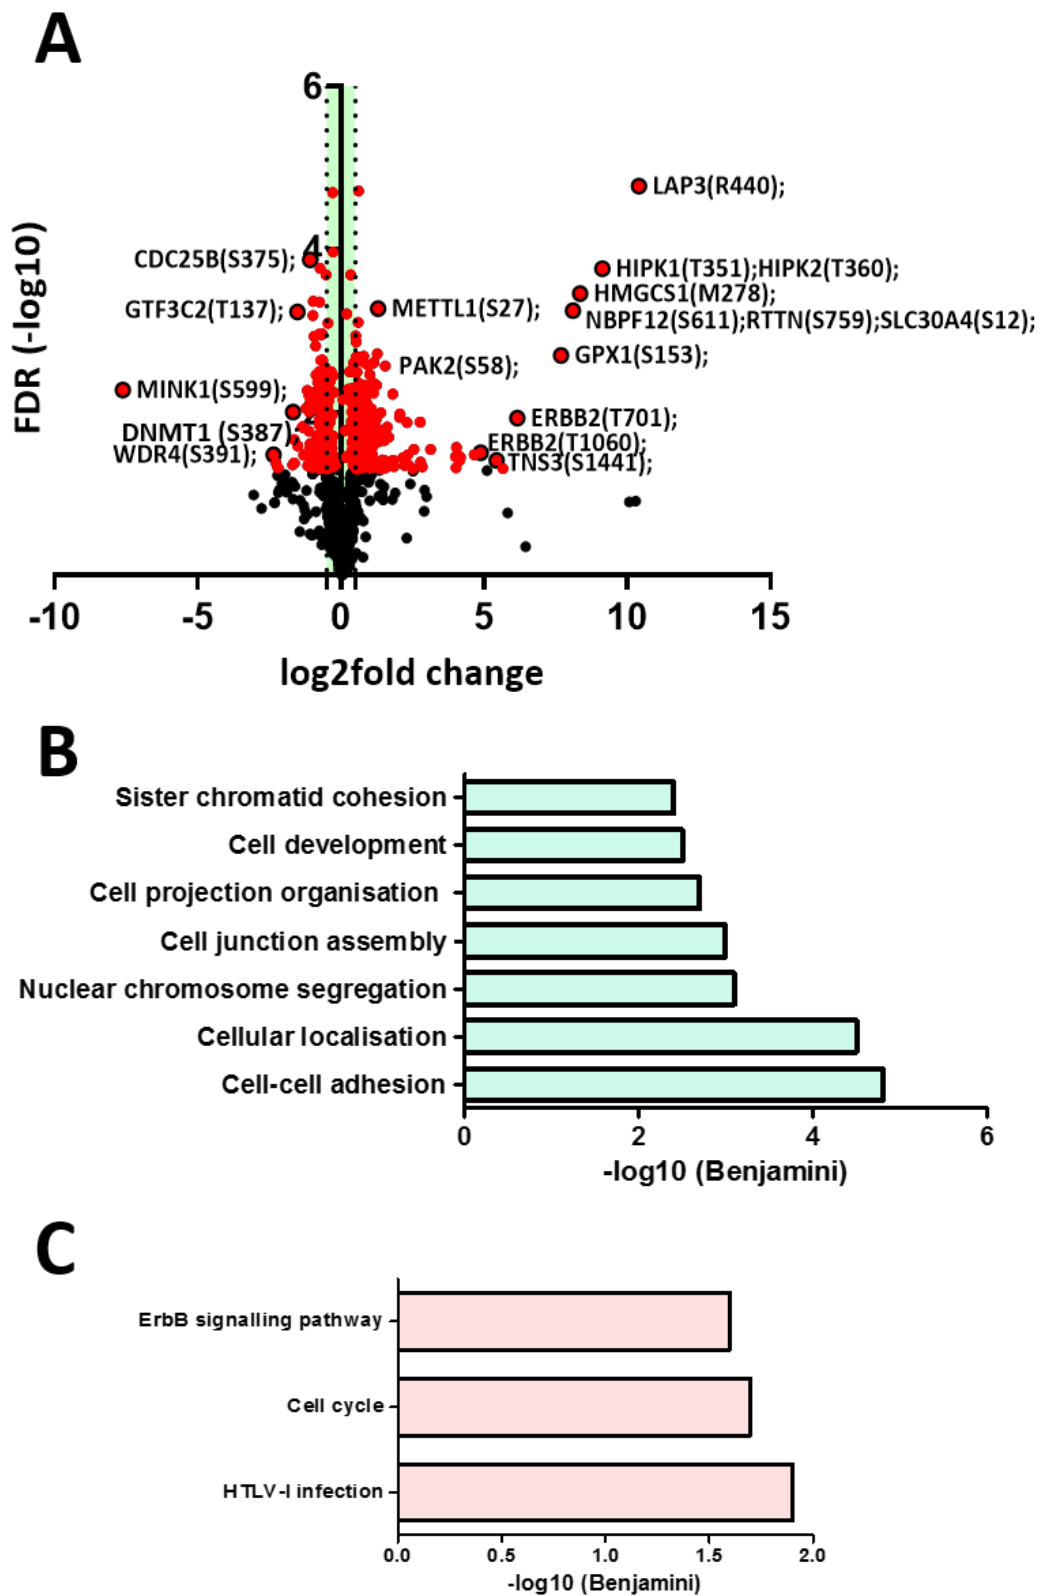 A
6
LAP3(R440);
4
CDC25B(S375);
HIPK1(T351);HIPK2(T360);
HMGCS1(M278);
GTF3C2(T137);
METTL1(S27);
NBPF12(S611);RTTN(S759);SLC30A4(S12);
GPX1(S153);
PAK2(S58);
FDR (-log10)
MINK1(S599);
ERBB2(T701);
DNMT1 (S387);
ERBB2(T1060);
WDR4(S391);
TNS3(S1441);
-10 -5 0 5 10 15
log2fold change
B
Sister chromatid cohesion
Cell development
Cell projection organisation
Cell junction assembly
Nuclear chromosome segregation
Cellular localisation
Cell-cell adhesion
0 2 4 6
-log10 (Benjamini)
C
ErbB signalling pathway
Cell cycle
HTLV-I infection
0.0 0.5 1.0 1.5 2.0
-log10 (Benjamini)